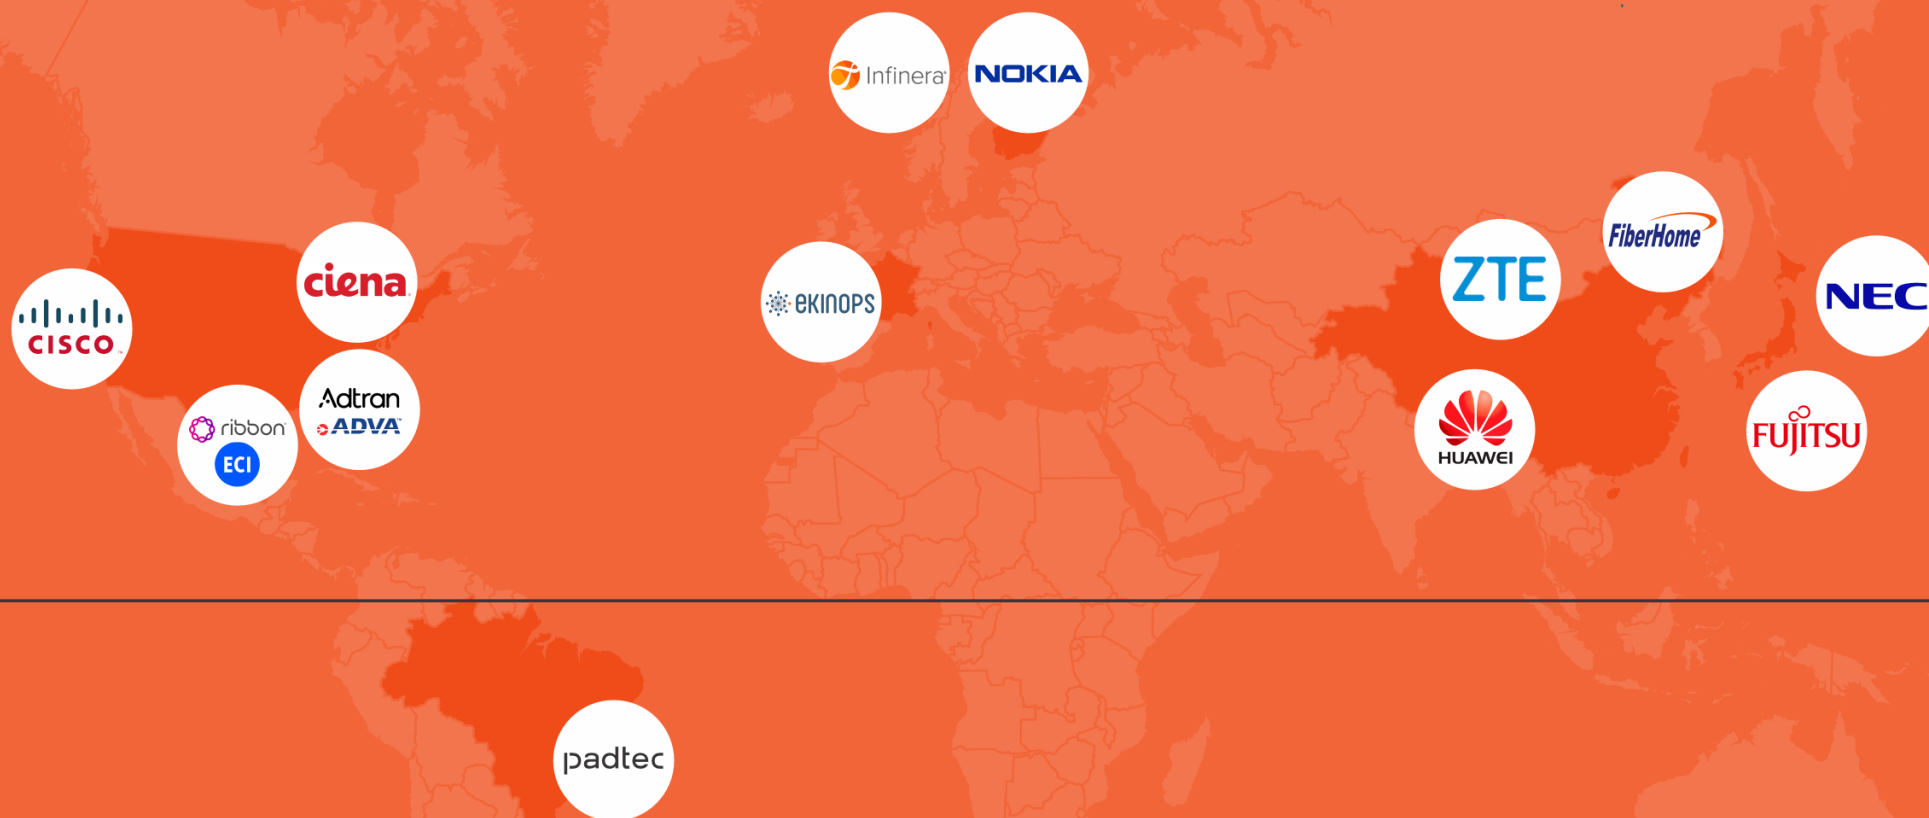 Infinera
NOKIA
FiberHome
ciena
ZTE
NEC
CISCO
eKINOPS
Adtran
ADVA
ribbon
ECI
HUAWEI
FUJITSU
padtec